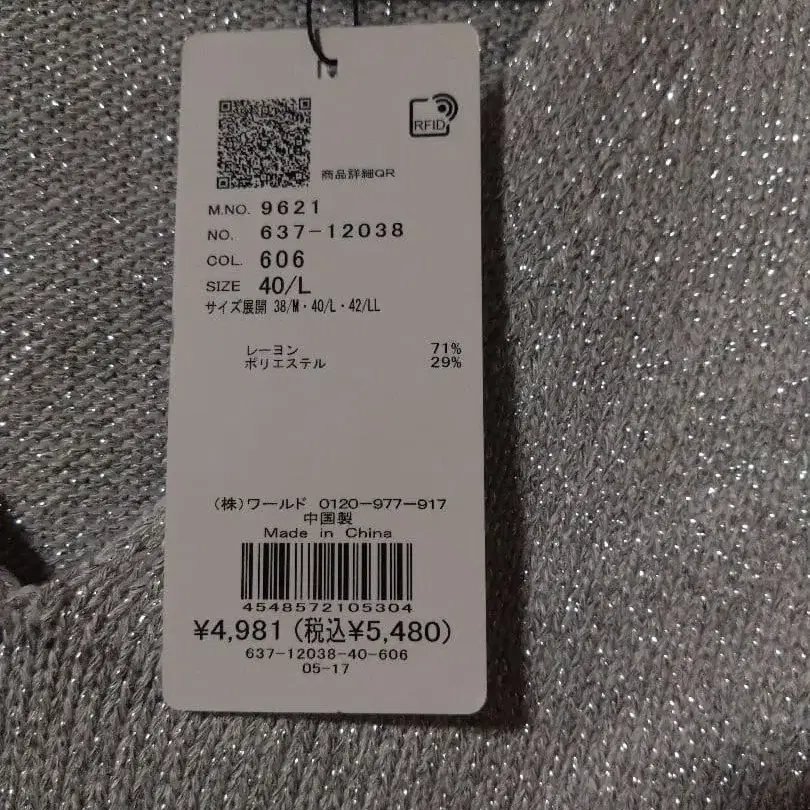 RFID
商品詳細QR
M.NO. 9621
NO. 637-12038
COL. 606
SIZE 40/L
サイズ展開 38/M・40/L・42/LL
レーヨン 71%
ポリエステル 29%
(株)ワールド 0120-977-917
中国製
Made in China
4548572105304
¥4,981(税込¥5,480)
637-12038-40-606
05-17